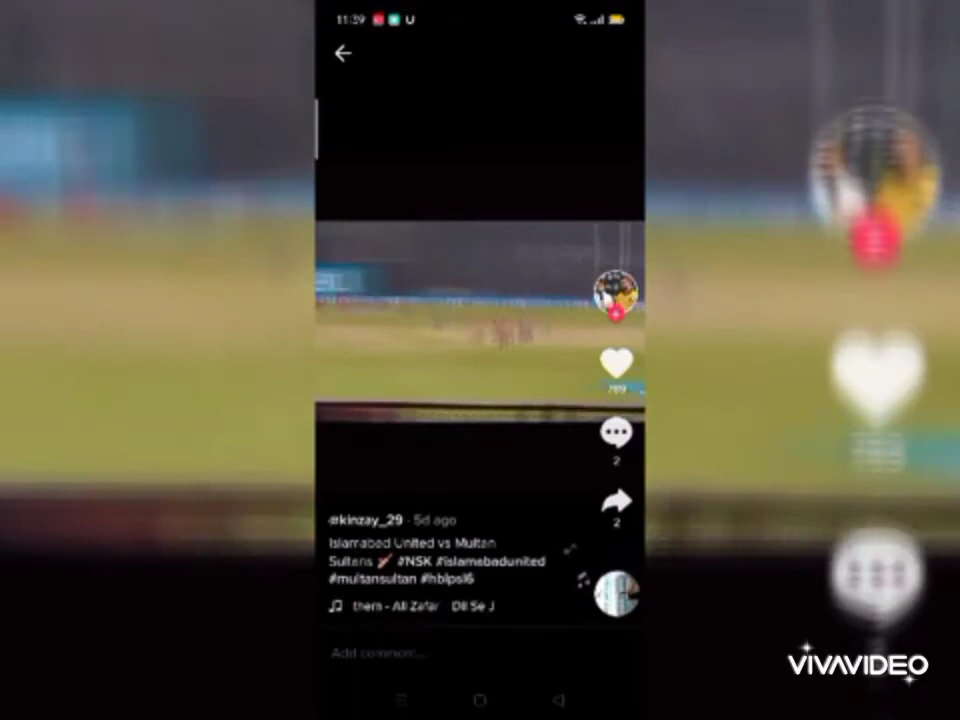 11:39
789
2
2
@kinzay_29 · 5d ago
Islamabad United vs Multan
Sultans 🏏 #NSK #islamabadunited
#multansultan #hblpsl6
them - Ali Zafar Dil Se J
Add comment...
VIVAVIDEO